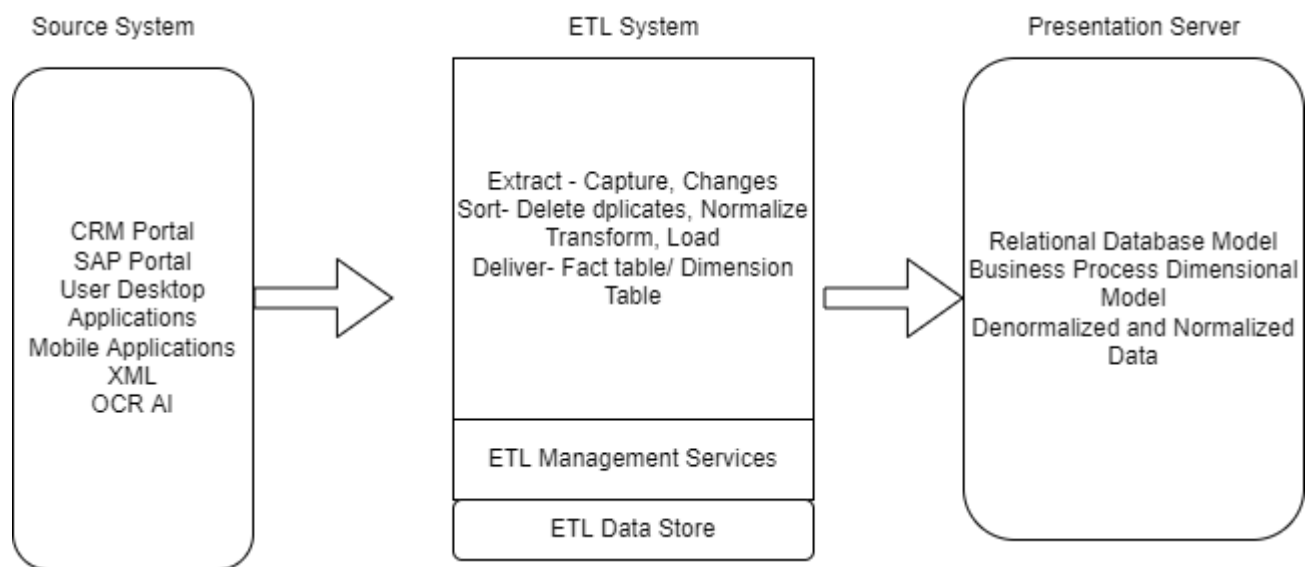 Source System
CRM Portal
SAP Portal
User Desktop
Applications
Mobile Applications
XML
OCR AI
ETL System
Extract - Capture, Changes
Sort- Delete dplicates, Normalize
Transform, Load
Deliver- Fact table/ Dimension
Table
ETL Management Services
ETL Data Store
Presentation Server
Relational Database Model
Business Process Dimensional
Model
Denormalized and Normalized
Data